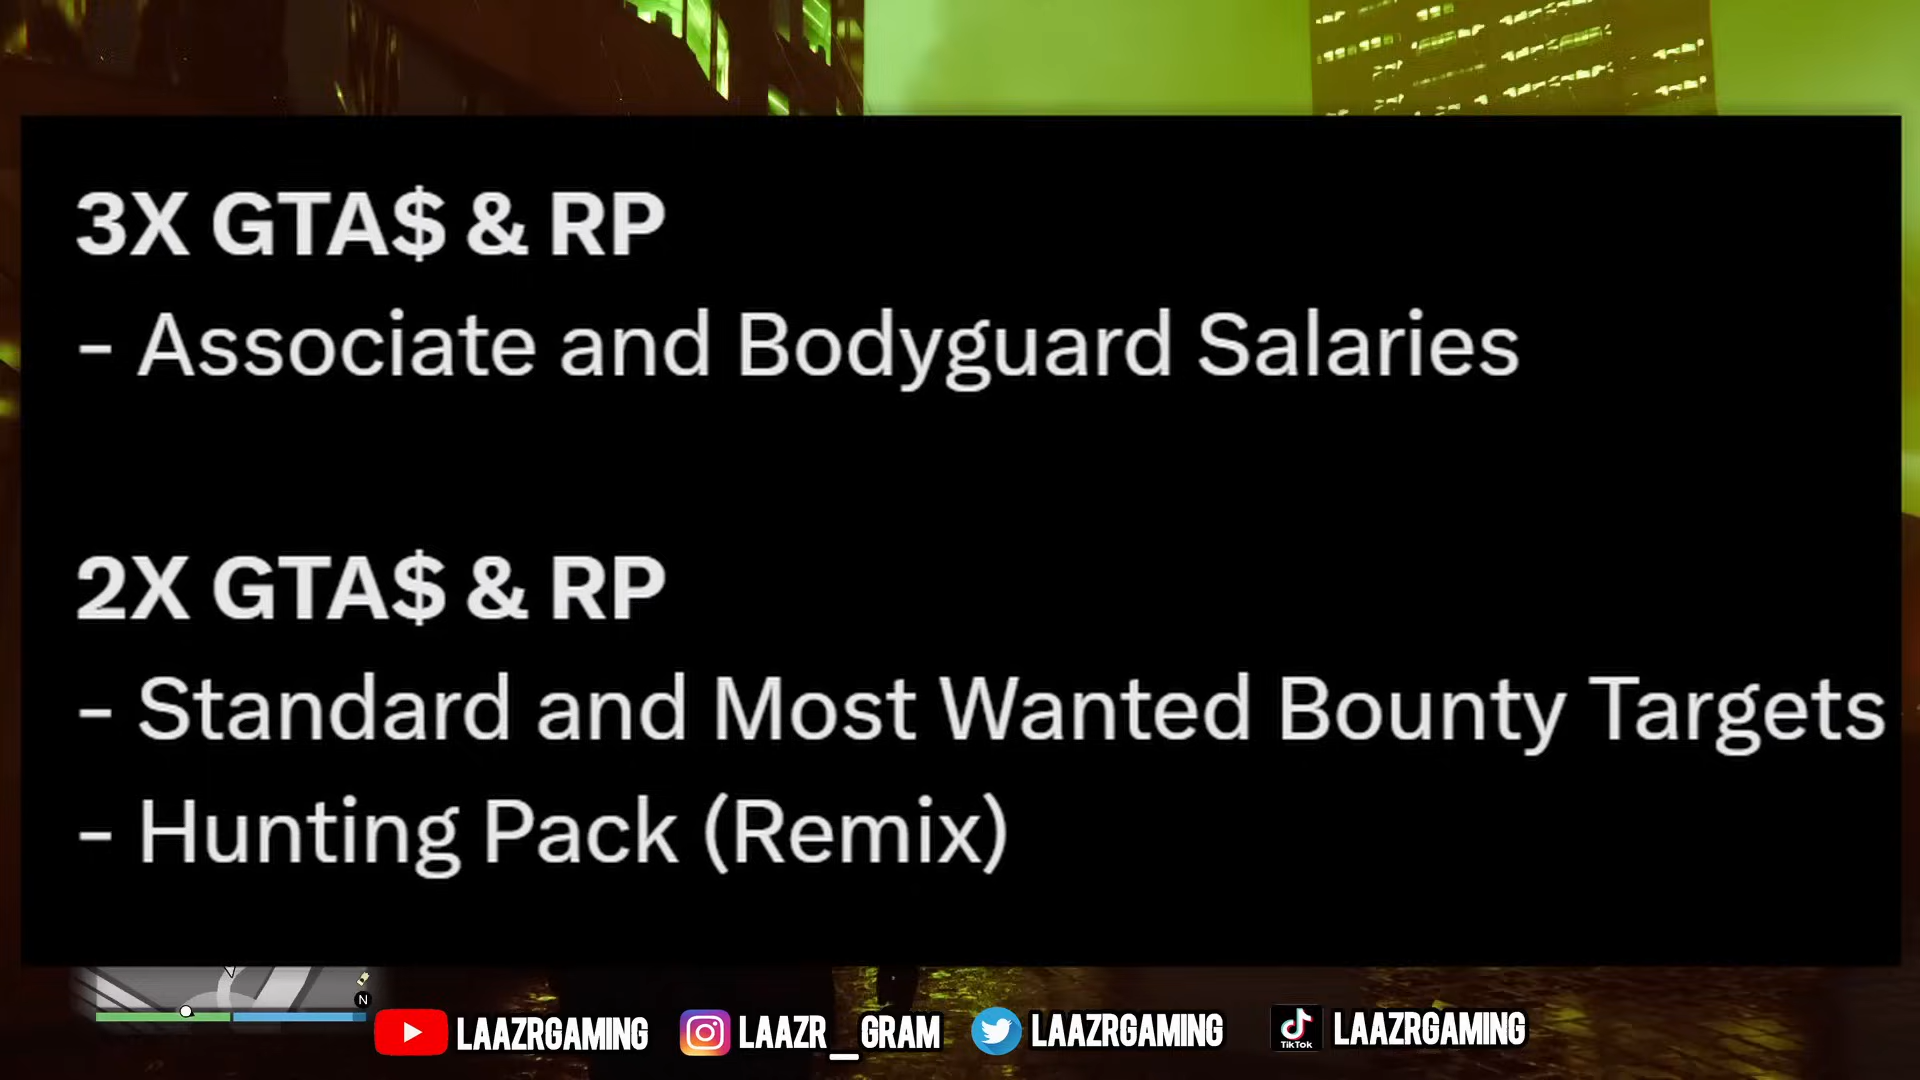 3X GTA$ & RP
- Associate and Bodyguard Salaries
2X GTA$ & RP
- Standard and Most Wanted Bounty Targets
- Hunting Pack (Remix)
N
LAAZRGAMING LAAZR__GRAM LAAZRGAMING TikTok LAAZRGAMING